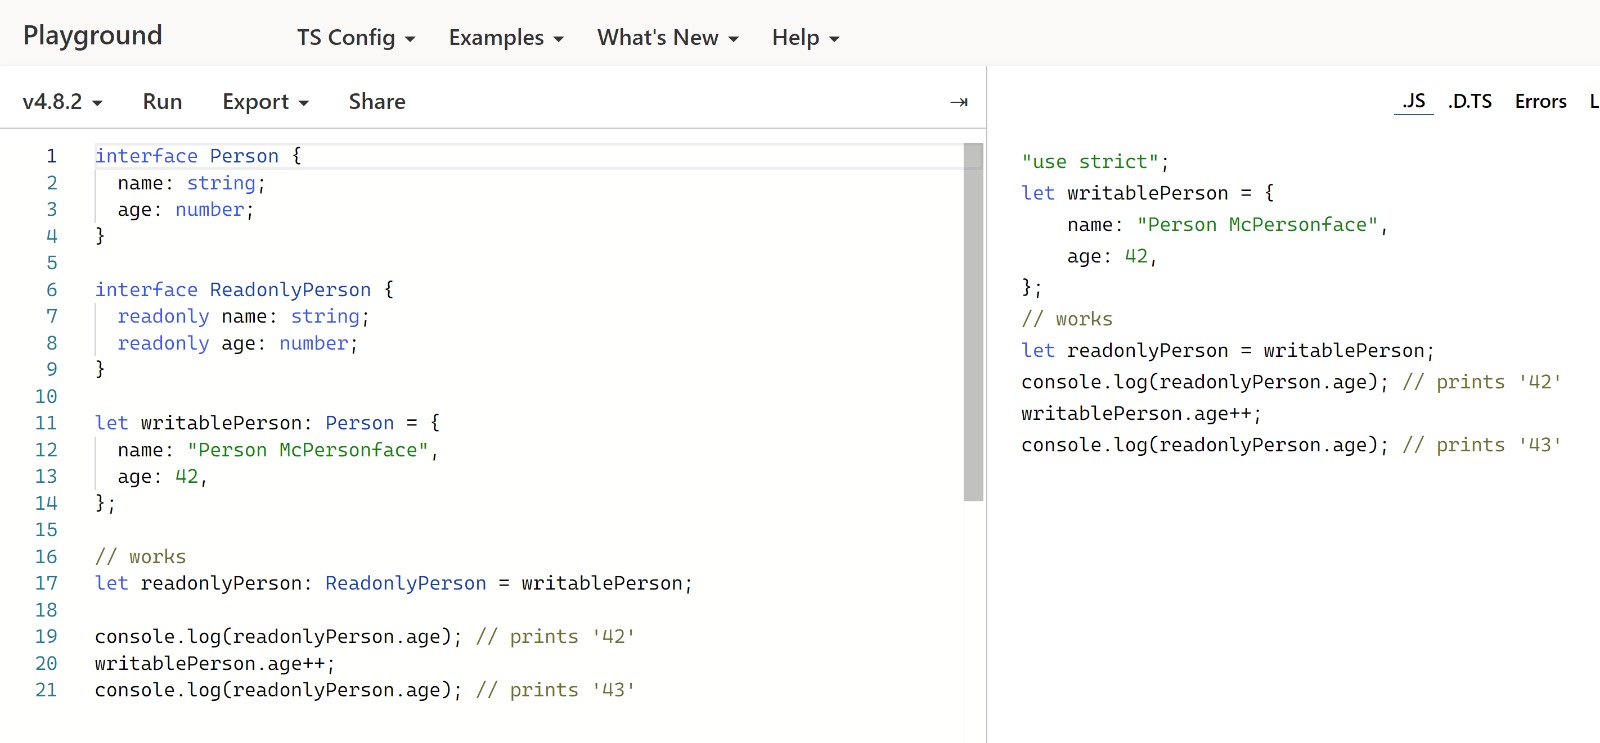 Playground
TS Config Examples What's New Help
v4.8.2 Run Export Share
.JS .D.TS Errors
1 interface Person {
2   name: string;
3   age: number;
4 }
5
6 interface ReadonlyPerson {
7   readonly name: string;
8   readonly age: number;
9 }
10
11 let writablePerson: Person = {
12   name: "Person McPersonface",
13   age: 42,
14 };
15
16 // works
17 let readonlyPerson: ReadonlyPerson = writablePerson;
18
19 console.log(readonlyPerson.age); // prints '42'
20 writablePerson.age++;
21 console.log(readonlyPerson.age); // prints '43'
"use strict";
let writablePerson = {
    name: "Person McPersonface",
    age: 42,
};
// works
let readonlyPerson = writablePerson;
console.log(readonlyPerson.age); // prints '42'
writablePerson.age++;
console.log(readonlyPerson.age); // prints '43'